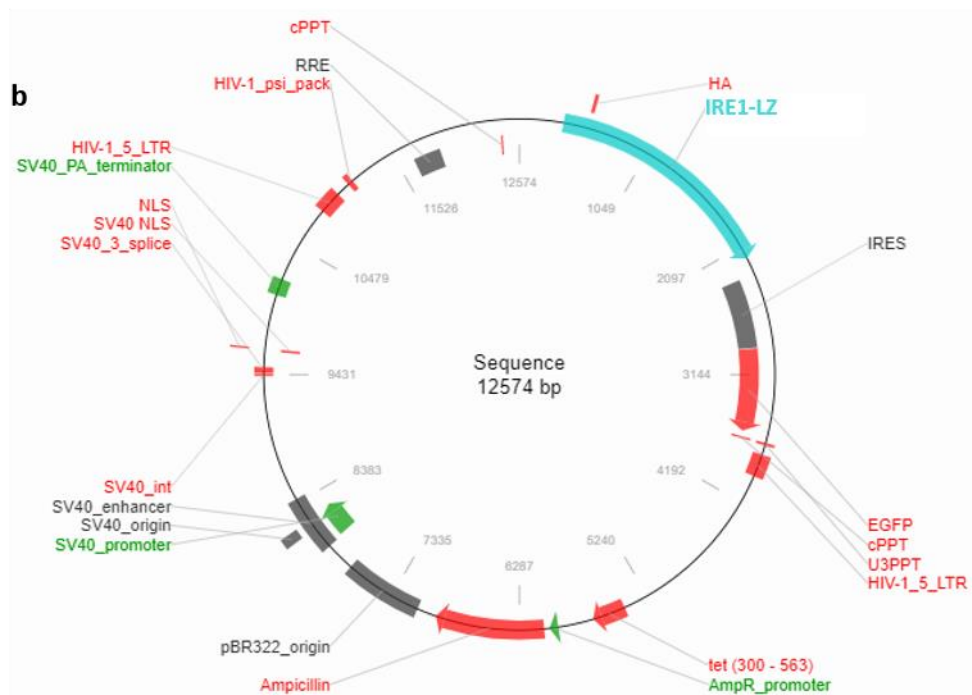 cPPT
RRE
HIV-1_psi_pack
b
HA
IRE1-LZ
HIV-1_5_LTR
SV40_PA_terminator
12574
11526
1049
NLS
SV40 NLS
SV40_3_splice
IRES
10479
2097
Sequence
12574 bp
9431
3144
SV40_int
SV40_enhancer
SV40_origin
SV40_promoter
8383
4192
EGFP
cPPT
U3PPT
HIV-1_5_LTR
7335
6287
5240
pBR322_origin
Ampicillin
tet (300 - 563)
AmpR_promoter